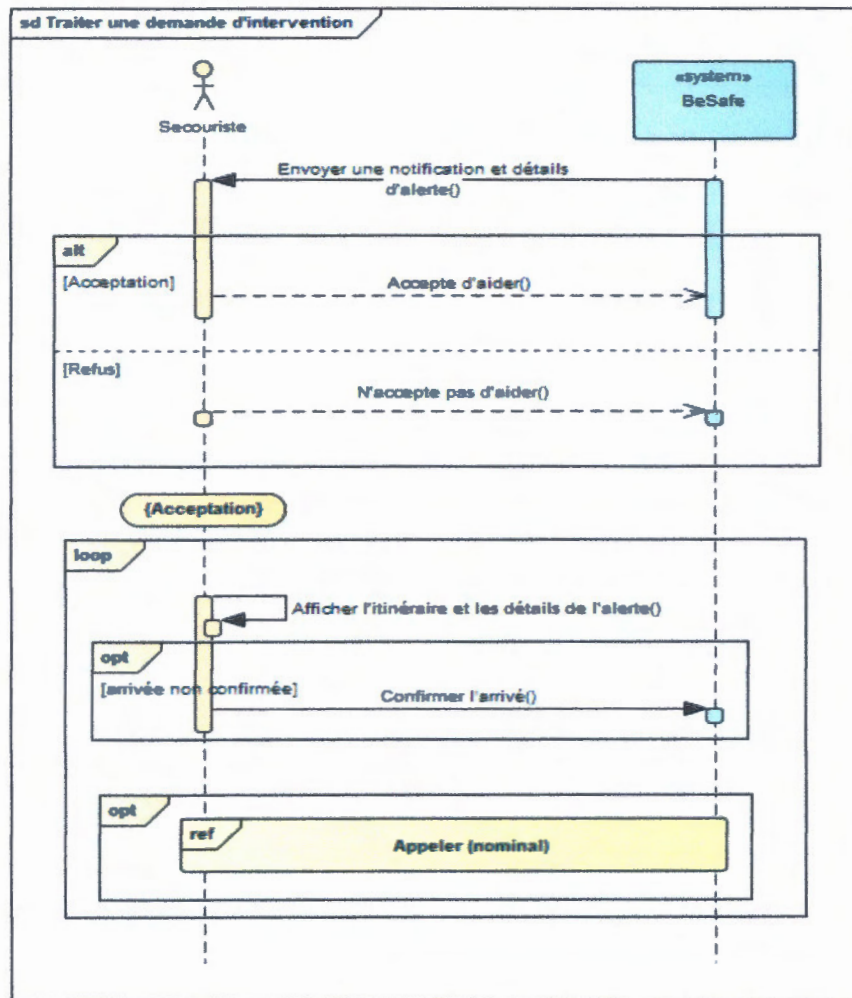 sd Traiter une demande d'intervention
«system»
BeSafe
Secouriste
Envoyer une notification et détails
d'alerte()
alt
[Acceptation]
Accepte d'aider()
[Refus]
N'accepte pas d'aider()
{Acceptation}
loop
Afficher l'itinéraire et les détails de l'alerte()
opt
[arrivée non confirmée]
Confirmer l'arrivé()
opt
ref
Appeler (nominal)